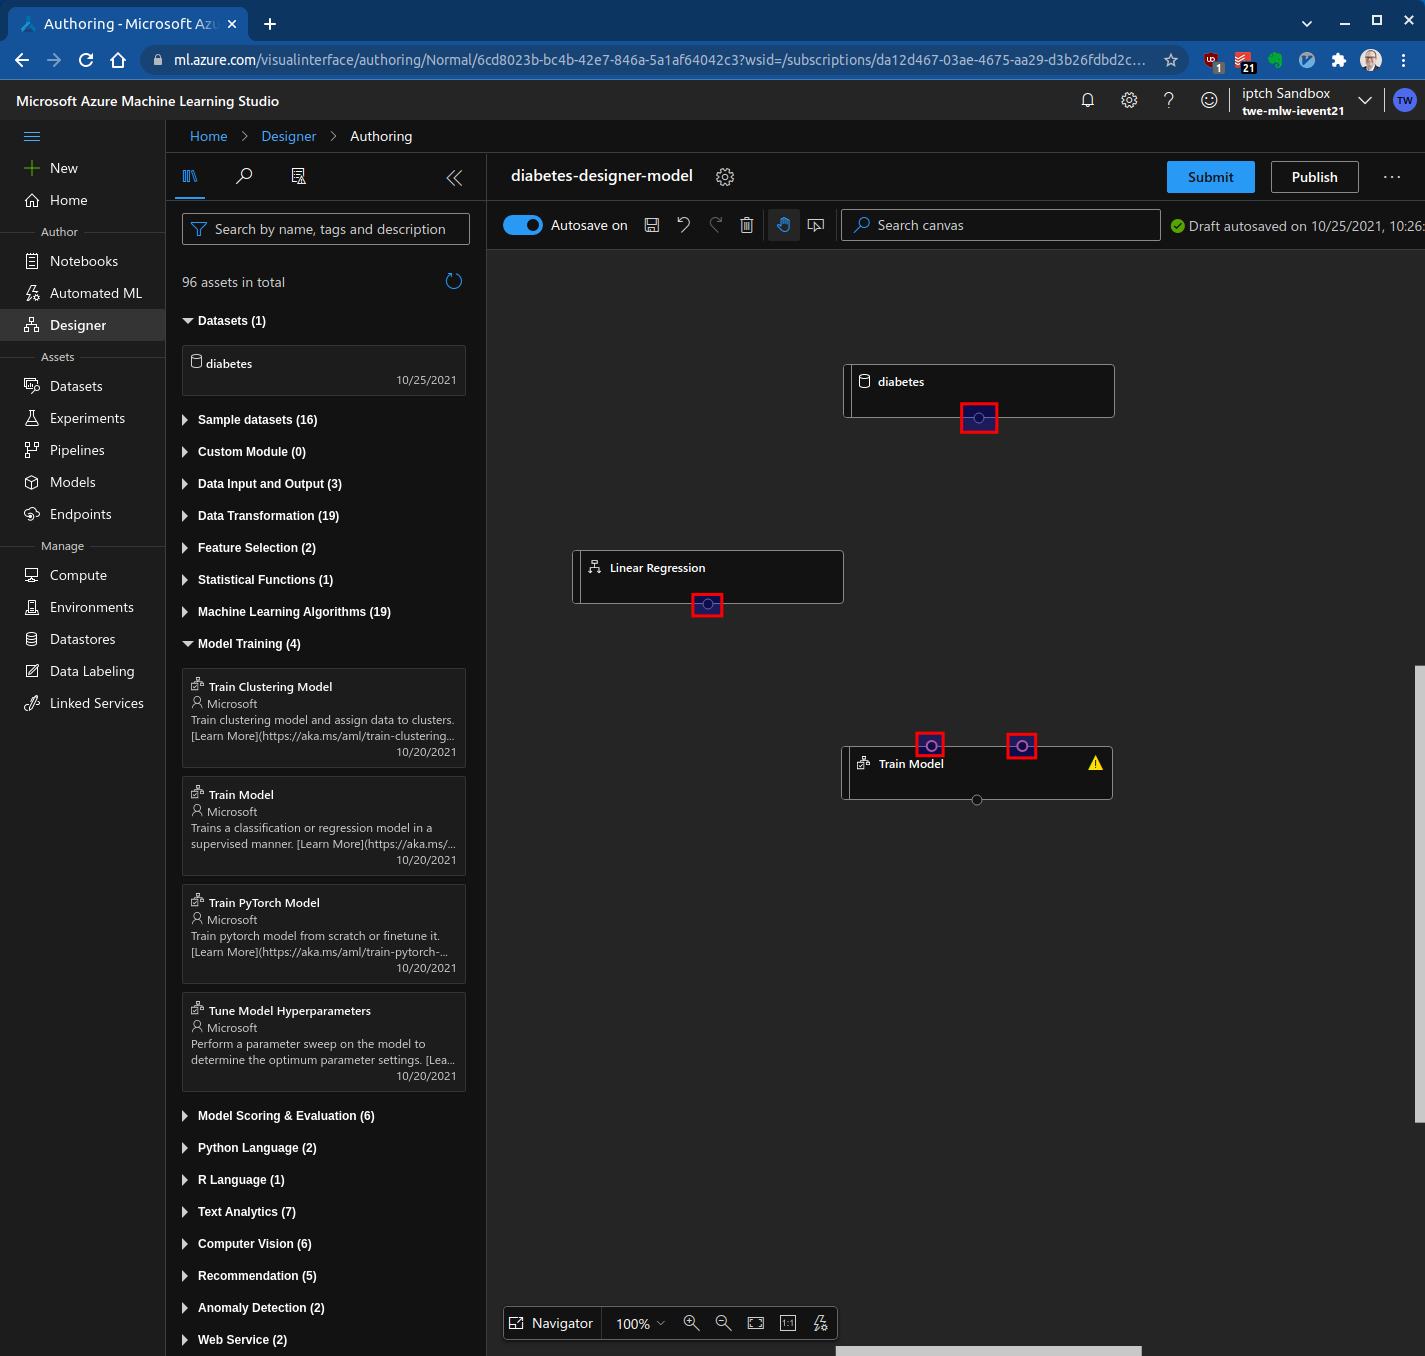 Authoring - Microsoft Azu
ml.azure.com/visualinterface/authoring/Normal/6cd8023b-bc4b-42e7-846a-5a1af64042c3?wsid=/subscriptions/da12d467-03ae-4675-aa29-d3b26fdbd2c...
1
21
Microsoft Azure Machine Learning Studio
iptch Sandbox
twe-mlw-ievent21
TW
Home > Designer > Authoring
New
Home
Author
Notebooks
Automated ML
Designer
Assets
Datasets
Experiments
Pipelines
Models
Endpoints
Manage
Compute
Environments
Datastores
Data Labeling
Linked Services
Search by name, tags and description
96 assets in total
Datasets (1)
diabetes
10/25/2021
Sample datasets (16)
Custom Module (0)
Data Input and Output (3)
Data Transformation (19)
Feature Selection (2)
Statistical Functions (1)
Machine Learning Algorithms (19)
Model Training (4)
Train Clustering Model
Microsoft
Train clustering model and assign data to clusters.
[Learn More](https://aka.ms/aml/train-clustering...
10/20/2021
Train Model
Microsoft
Trains a classification or regression model in a
supervised manner. [Learn More](https://aka.ms/...
10/20/2021
Train PyTorch Model
Microsoft
Train pytorch model from scratch or finetune it.
[Learn More](https://aka.ms/aml/train-pytorch-...
10/20/2021
Tune Model Hyperparameters
Microsoft
Perform a parameter sweep on the model to
determine the optimum parameter settings. [Lea...
10/20/2021
Model Scoring & Evaluation (6)
Python Language (2)
R Language (1)
Text Analytics (7)
Computer Vision (6)
Recommendation (5)
Anomaly Detection (2)
Web Service (2)
diabetes-designer-model
Submit
Publish
...
Autosave on
Search canvas
Draft autosaved on 10/25/2021, 10:26:
diabetes
Linear Regression
Train Model
Navigator
100%
1:1